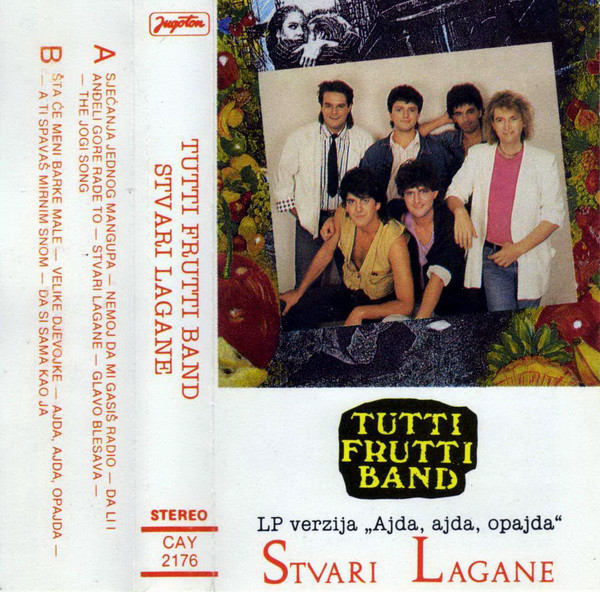 A
SJEĆANJA JEDNOG MANGUPA — NEMOJ DA MI GASIŠ RADIO — DA LI I
ANĐELI GORE RADE TO — STVARI LAGANE — GLAVO BLESAVA —
— THE JOGI SONG
B
ŠTA ĆE MENI BARKE MALE — VELIKE DJEVOJKE — AJDA, AJDA, OPAJDA —
— A TI SPAVAŠ MIRNIM SNOM — DA SI SAMA KAO JA
Jugoton
TUTTI FRUTTI BAND
STVARI LAGANE
STEREO
CAY
2176
TUTTI
FRUTTI
BAND
LP verzija „Ajda, ajda, opajda“
STVARI LAGANE